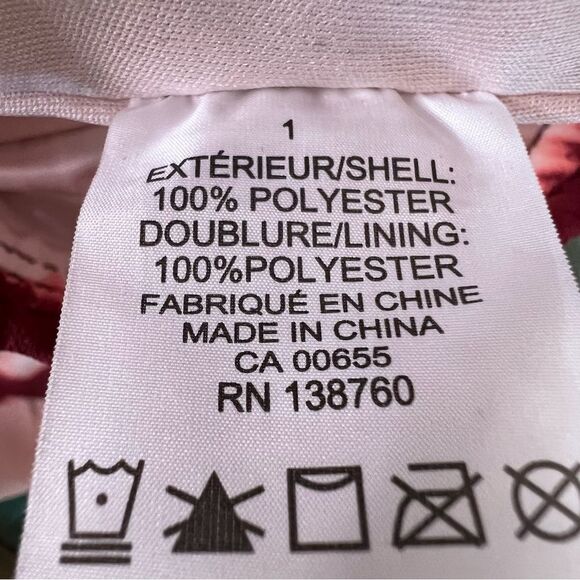 1
EXTÉRIEUR/SHELL:
100% POLYESTER
DOUBLURE/LINING:
100%POLYESTER
FABRIQUÉ EN CHINE
MADE IN CHINA
CA 00655
RN 138760